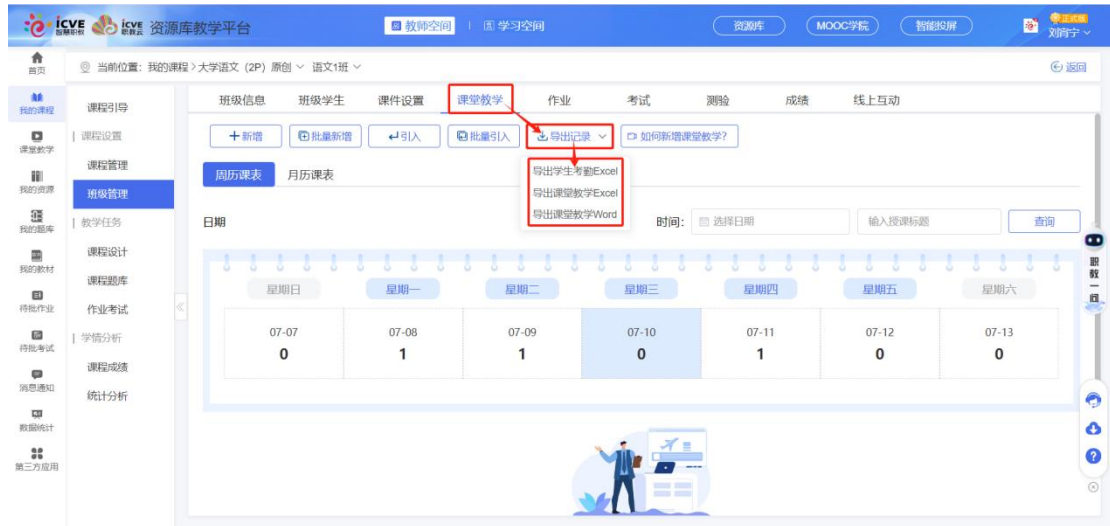 icve 智慧职教 icve 职教云 资源库教学平台 教师空间 学习空间 资源库 MOOC学院 智能投屏 正式版 刘宵宁
首页 当前位置：我的课程>大学语文（2P）原创 语文1班 返回
我的课程
课堂教学
我的资源
我的题库
我的教材
待批作业
待批考试
消息通知
数据统计
第三方应用
课程引导
课程设置
课程管理
班级管理
教学任务
课程设计
课程题库
作业考试
学情分析
课程成绩
统计分析
班级信息 班级学生 课件设置 课堂教学 作业 考试 测验 成绩 线上互动
新增 批量新增 引入 批量引入 导出记录 如何新增课堂教学？
导出学生考勤Excel
导出课堂教学Excel
导出课堂教学Word
周历课表 月历课表
日期 时间： 选择日期 输入授课标题 查询
星期日 星期一 星期二 星期三 星期四 星期五 星期六
07-07 07-08 07-09 07-10 07-11 07-12 07-13
0 1 1 0 1 0 0
职教一问